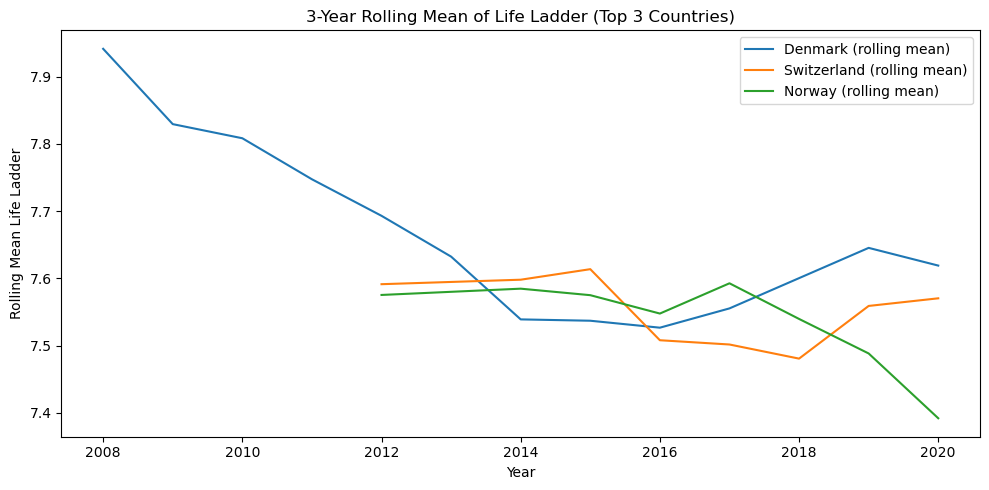 3-Year Rolling Mean of Life Ladder (Top 3 Countries)
Denmark (rolling mean)
Switzerland (rolling mean)
Norway (rolling mean)
Rolling Mean Life Ladder
7.9
7.8
7.7
7.6
7.5
7.4
2008 2010 2012 2014 2016 2018 2020
Year